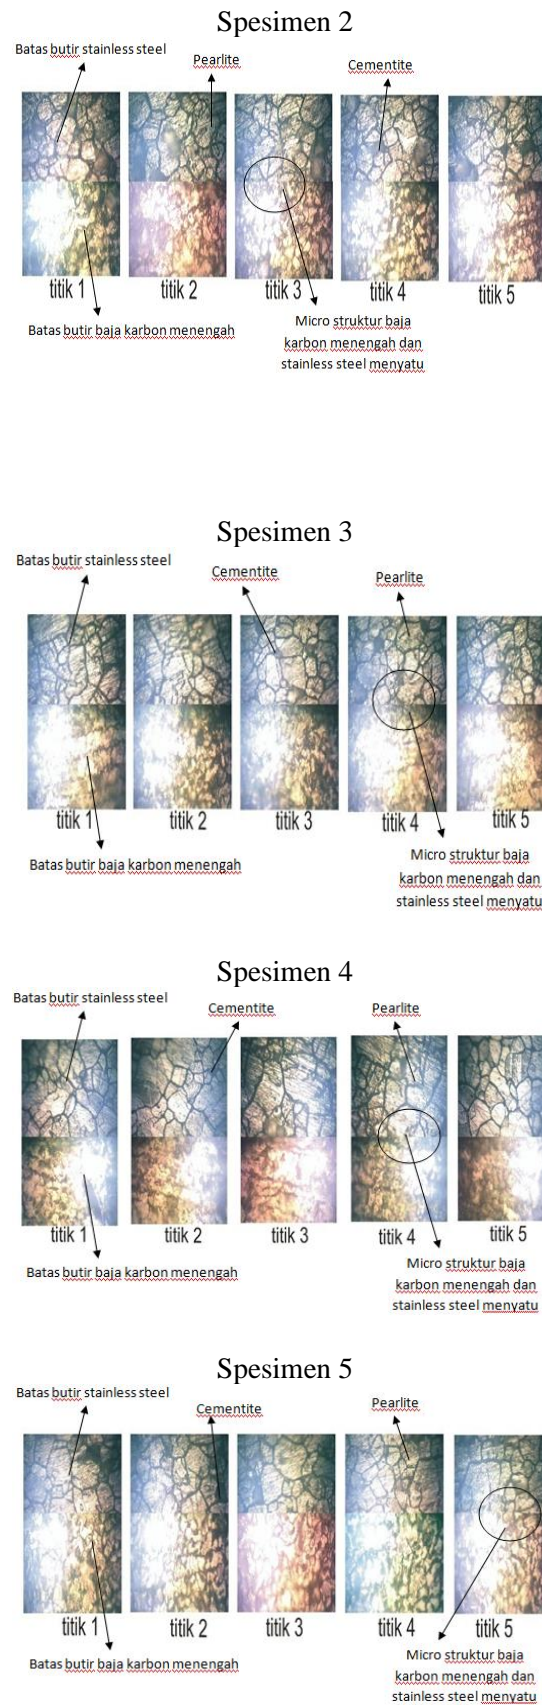 Spesimen 2
Batas butir stainless steel
Pearlite
Cementite
titik 1
titik 2
titik 3
titik 4
titik 5
Batas butir baja karbon menengah
Micro struktur baja
karbon menengah dan
stainless steel menyatu
Spesimen 3
Batas butir stainless steel
Cementite
Pearlite
titik 1
titik 2
titik 3
titik 4
titik 5
Batas butir baja karbon menengah
Micro struktur baja
karbon menengah dan
stainless steel menyatu
Spesimen 4
Batas butir stainless steel
Cementite
Pearlite
titik 1
titik 2
titik 3
titik 4
titik 5
Batas butir baja karbon menengah
Micro struktur baja
karbon menengah dan
stainless steel menyatu
Spesimen 5
Batas butir stainless steel
Cementite
Pearlite
titik 1
titik 2
titik 3
titik 4
titik 5
Batas butir baja karbon menengah
Micro struktur baja
karbon menengah dan
stainless steel menyatu